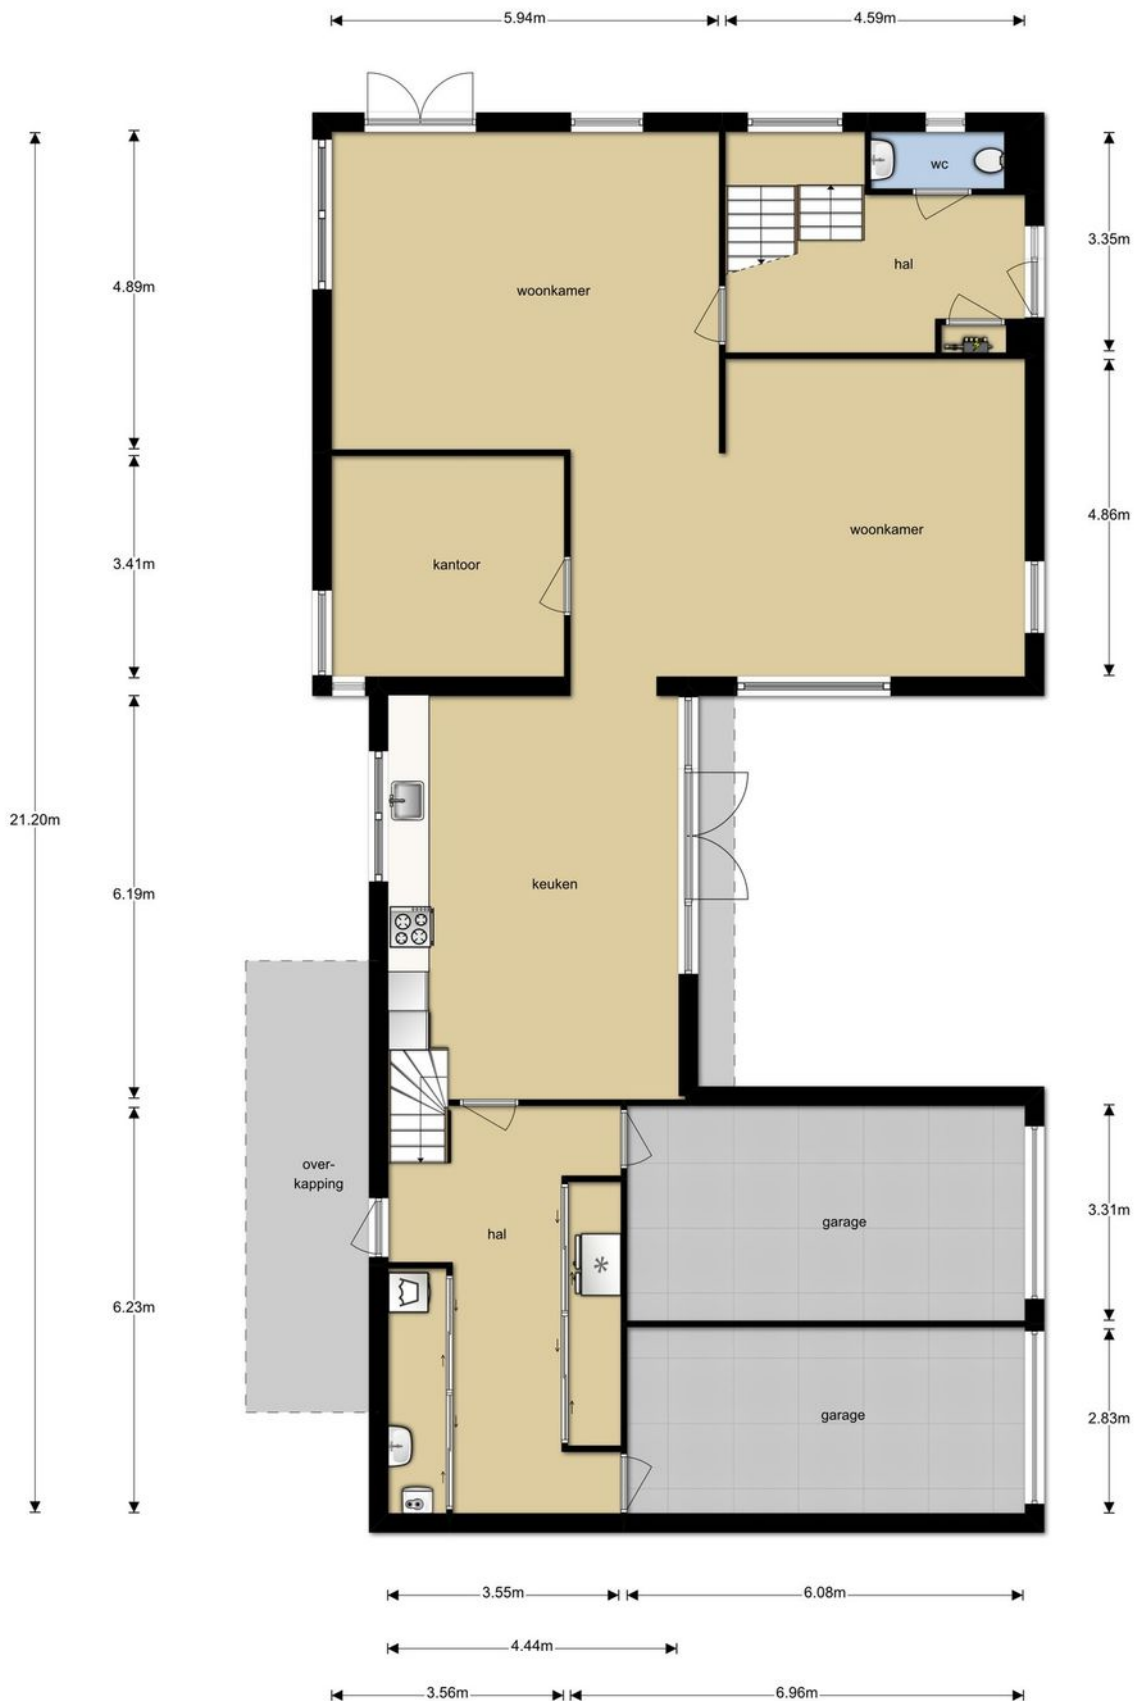 5.94m
4.59m
wc
3.35m
hal
4.89m
woonkamer
4.86m
woonkamer
3.41m
kantoor
21.20m
6.19m
keuken
over-
kapping
3.31m
garage
hal
6.23m
2.83m
garage
3.55m
6.08m
4.44m
3.56m
6.96m